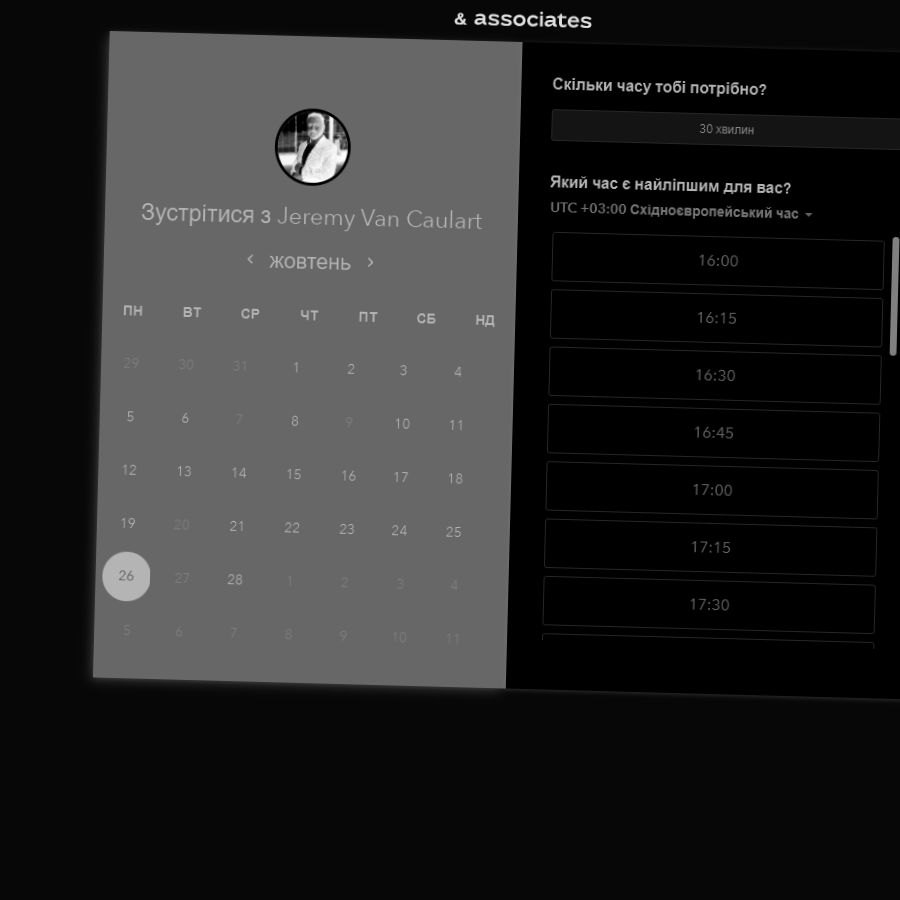 & associates
Зустрітися з Jeremy Van Caulart
жовтень
ПН ВТ СР ЧТ ПТ СБ НД
29 30 31 1 2 3 4
5 6 7 8 9 10 11
12 13 14 15 16 17 18
19 20 21 22 23 24 25
26 27 28 1 2 3 4
5 6 7 8 9 10 11
Скільки часу тобі потрібно?
30 хвилин
Який час є найліпшим для вас?
UTC +03:00 Східноєвропейський час
16:00
16:15
16:30
16:45
17:00
17:15
17:30